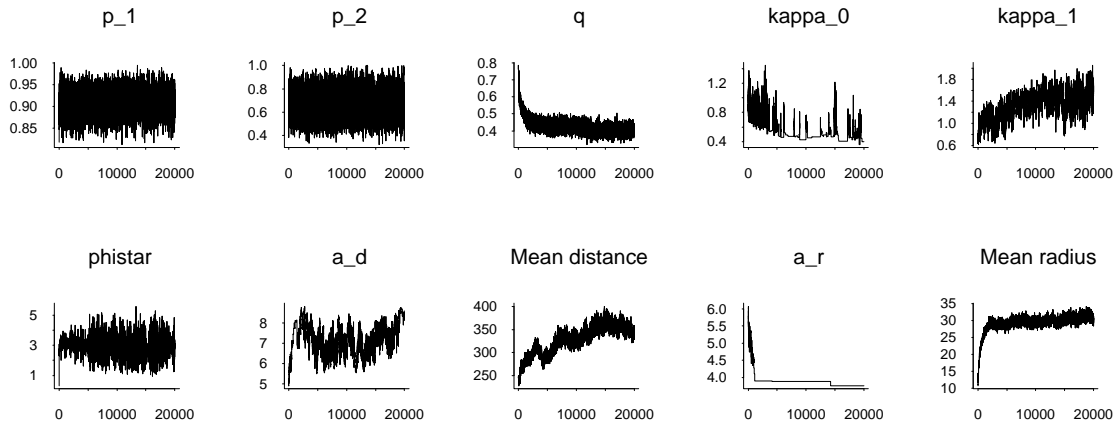 p_1
1.00
0.95
0.90
0.85
0 10000 20000
p_2
1.0
0.8
0.6
0.4
0 10000 20000
q
0.8
0.7
0.6
0.5
0.4
0 10000 20000
kappa_0
1.2
0.8
0.4
0 10000 20000
kappa_1
1.8
1.4
1.0
0.6
0 10000 20000
phistar
5
3
1
0 10000 20000
a_d
8
7
6
5
0 10000 20000
Mean distance
400
350
300
250
0 10000 20000
a_r
6.0
5.5
5.0
4.5
4.0
0 10000 20000
Mean radius
35
30
25
20
15
10
0 10000 20000